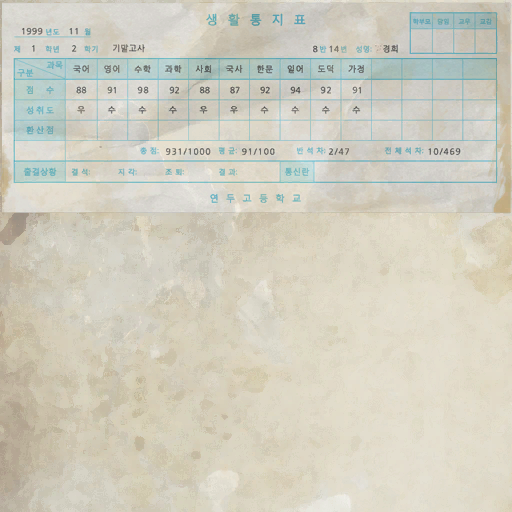 생 활 통 지 표
1999 년도 11 월
학부모 담임 교무 교감
제 1 학년 2 학기 기말고사 8 반 14 번 성명: 경희
과목 구분 국어 영어 수학 과학 사회 국사 한문 일어 도덕 가정
점 수 88 91 98 92 88 87 92 94 92 91
성취도 우 수 수 수 우 우 수 수 수 수
환산점
총점: 931/1000 평균: 91/100 반석차: 2/47 전체석차: 10/469
출결상황 결석: 지각: 조퇴: 결과: 통신란
연 두 고 등 학 교